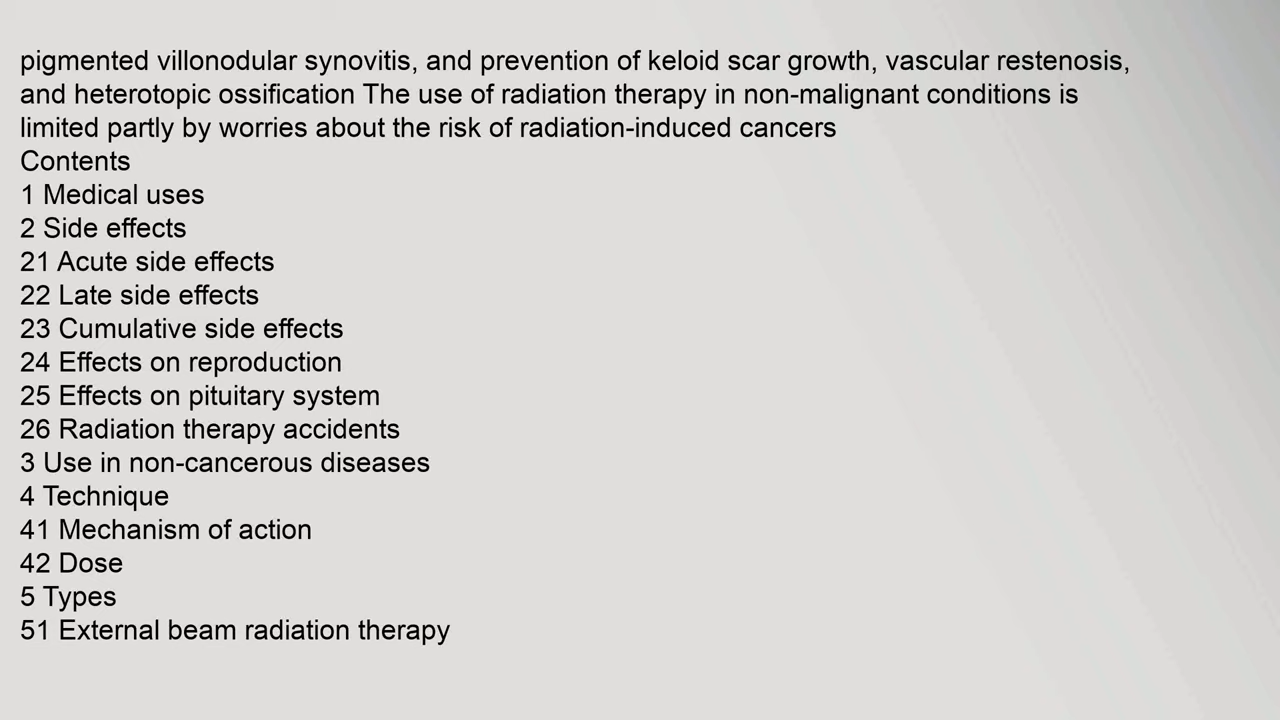 pigmented villonodular synovitis, and prevention of keloid scar growth, vascular restenosis,
and heterotopic ossification The use of radiation therapy in non-malignant conditions is
limited partly by worries about the risk of radiation-induced cancers
Contents
1 Medical uses
2 Side effects
21 Acute side effects
22 Late side effects
23 Cumulative side effects
24 Effects on reproduction
25 Effects on pituitary system
26 Radiation therapy accidents
3 Use in non-cancerous diseases
4 Technique
41 Mechanism of action
42 Dose
5 Types
51 External beam radiation therapy